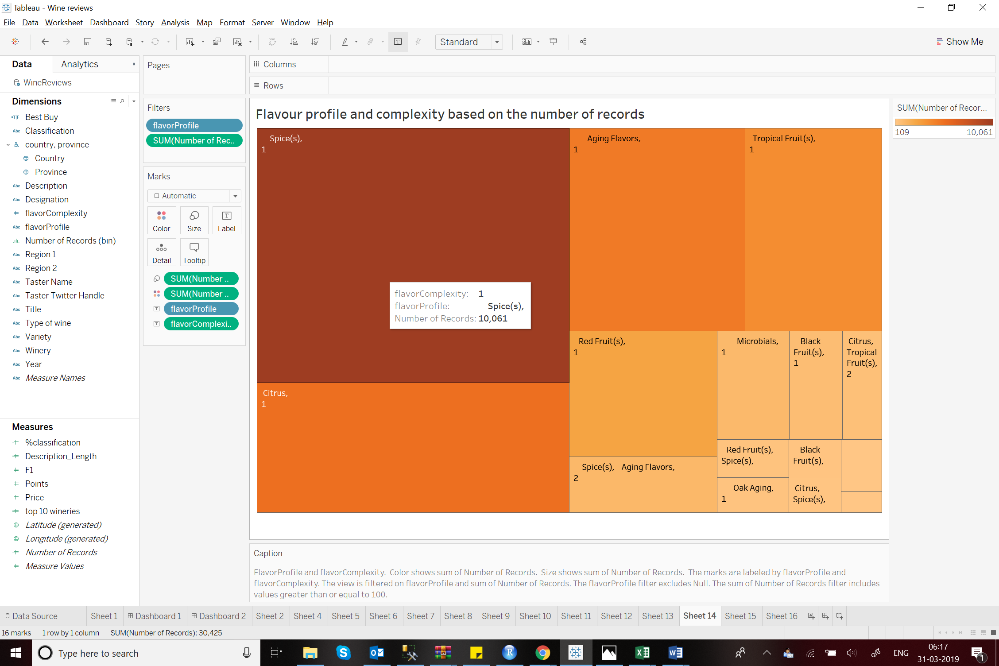 Tableau - Wine reviews
File Data Worksheet Dashboard Story Analysis Map Format Server Window Help
Standard
Show Me
Data Analytics
WineReviews
Dimensions
Best Buy
Abc Classification
country, province
Country
Province
Abc Description
Abc Designation
# flavorComplexity
Abc flavorProfile
Number of Records (bin)
Abc Region 1
Abc Region 2
Abc Taster Name
Abc Taster Twitter Handle
Abc Title
Abc Type of wine
Abc Variety
Abc Winery
Abc Year
Abc Measure Names
Measures
%classification
Description_Length
# F1
# Points
# Price
top 10 wineries
Latitude (generated)
Longitude (generated)
Number of Records
# Measure Values
Pages
Filters
flavorProfile
SUM(Number of Rec..
Marks
Automatic
Color Size Label
Detail Tooltip
SUM(Number ..
SUM(Number ..
flavorProfile
flavorComplexi..
Columns
Rows
Flavour profile and complexity based on the number of records
Spice(s),
1
Aging Flavors,
1
Tropical Fruit(s),
1
flavorComplexity: 1
flavorProfile: Spice(s),
Number of Records: 10,061
Citrus,
1
Red Fruit(s),
1
Microbials,
1
Black
Fruit(s),
1
Citrus,
Tropical
Fruit(s),
2
Spice(s), Aging Flavors,
2
Red Fruit(s),
Spice(s),
Black
Fruit(s),
Oak Aging,
1
Citrus,
Spice(s),
SUM(Number of Recor...
109 10,061
Caption
FlavorProfile and flavorComplexity. Color shows sum of Number of Records. Size shows sum of Number of Records. The marks are labeled by flavorProfile and
flavorComplexity. The view is filtered on flavorProfile and sum of Number of Records. The flavorProfile filter excludes Null. The sum of Number of Records filter includes
values greater than or equal to 100.
Data Source Sheet 1 Dashboard 1 Dashboard 2 Sheet 2 Sheet 4 Sheet 5 Sheet 6 Sheet 7 Sheet 8 Sheet 9 Sheet 10 Sheet 11 Sheet 12 Sheet 13 Sheet 14 Sheet 15 Sheet 16
16 marks 1 row by 1 column SUM(Number of Records): 30,425
Type here to search
ENG
06:17
31-03-2019
1